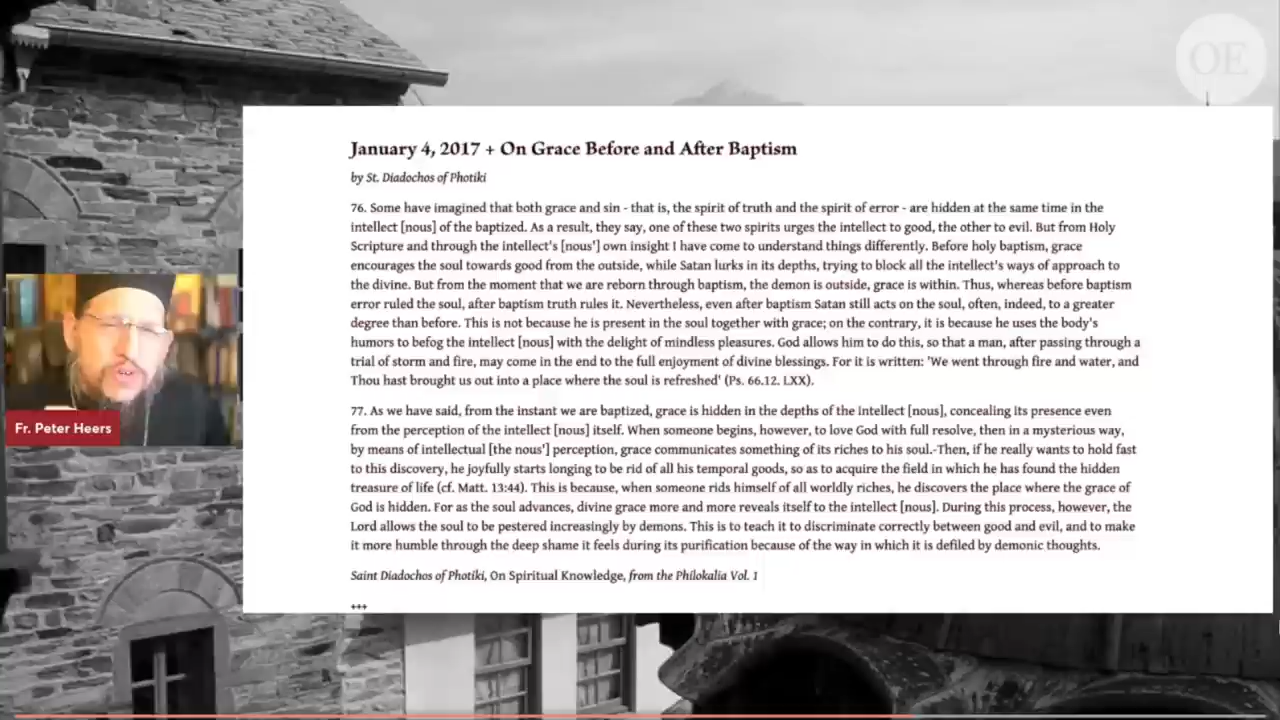 OE
January 4, 2017 + On Grace Before and After Baptism
by St. Diadochos of Photiki
76. Some have imagined that both grace and sin - that is, the spirit of truth and the spirit of error - are hidden at the same time in the
intellect [nous] of the baptized. As a result, they say, one of these two spirits urges the intellect to good, the other to evil. But from Holy
Scripture and through the intellect's [nous'] own insight I have come to understand things differently. Before holy baptism, grace
encourages the soul towards good from the outside, while Satan lurks in its depths, trying to block all the intellect's ways of approach to
the divine. But from the moment that we are reborn through baptism, the demon is outside, grace is within. Thus, whereas before baptism
error ruled the soul, after baptism truth rules it. Nevertheless, even after baptism Satan still acts on the soul, often, indeed, to a greater
degree than before. This is not because he is present in the soul together with grace; on the contrary, it is because he uses the body's
humors to befog the intellect [nous] with the delight of mindless pleasures. God allows him to do this, so that a man, after passing through a
trial of storm and fire, may come in the end to the full enjoyment of divine blessings. For it is written: 'We went through fire and water, and
Thou hast brought us out into a place where the soul is refreshed' (Ps. 66.12. LXX).
77. As we have said, from the instant we are baptized, grace is hidden in the depths of the intellect [nous], concealing its presence even
from the perception of the intellect [nous] itself. When someone begins, however, to love God with full resolve, then in a mysterious way,
by means of intellectual [the nous'] perception, grace communicates something of its riches to his soul.-Then, if he really wants to hold fast
to this discovery, he joyfully starts longing to be rid of all his temporal goods, so as to acquire the field in which he has found the hidden
treasure of life (cf. Matt. 13:44). This is because, when someone rids himself of all worldly riches, he discovers the place where the grace of
God is hidden. For as the soul advances, divine grace more and more reveals itself to the intellect [nous]. During this process, however, the
Lord allows the soul to be pestered increasingly by demons. This is to teach it to discriminate correctly between good and evil, and to make
it more humble through the deep shame it feels during its purification because of the way in which it is defiled by demonic thoughts.
Saint Diadochos of Photiki, On Spiritual Knowledge, from the Philokalia Vol. 1
+++
Fr. Peter Heers